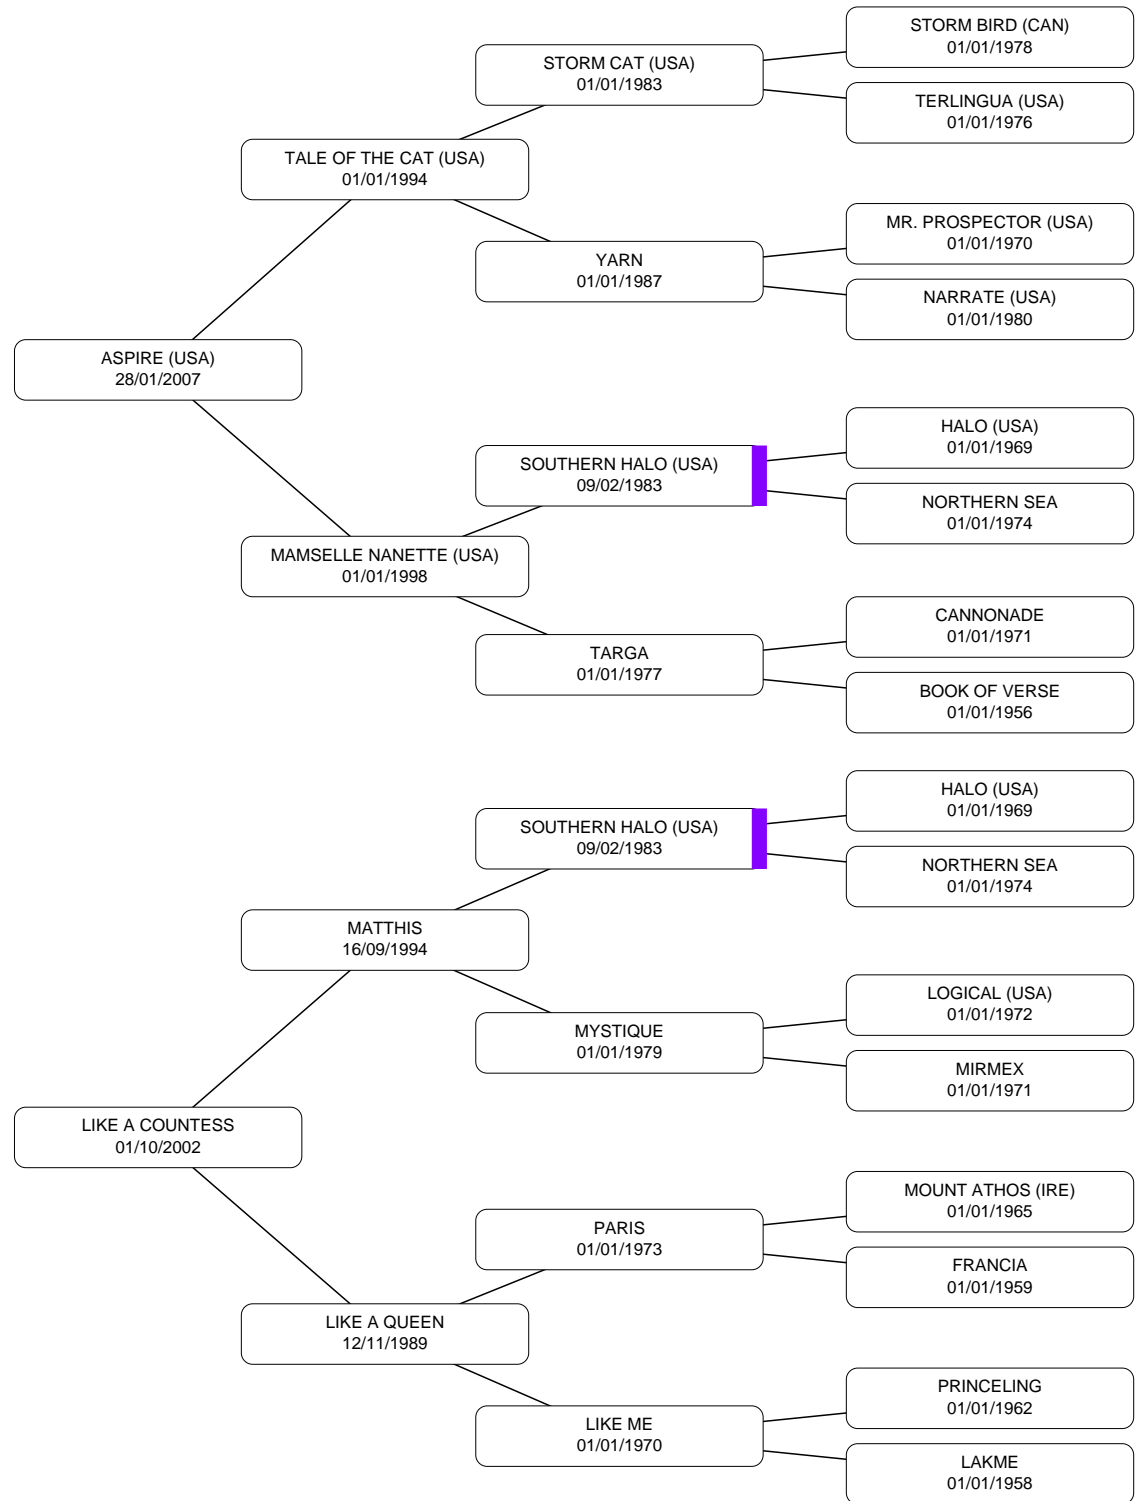 STORM BIRD (CAN)
01/01/1978
STORM CAT (USA)
01/01/1983
TERLINGUA (USA)
01/01/1976
TALE OF THE CAT (USA)
01/01/1994
MR. PROSPECTOR (USA)
01/01/1970
YARN
01/01/1987
NARRATE (USA)
01/01/1980
ASPIRE (USA)
28/01/2007
HALO (USA)
01/01/1969
SOUTHERN HALO (USA)
09/02/1983
NORTHERN SEA
01/01/1974
MAMSELLE NANETTE (USA)
01/01/1998
CANNONADE
01/01/1971
TARGA
01/01/1977
BOOK OF VERSE
01/01/1956
HALO (USA)
01/01/1969
SOUTHERN HALO (USA)
09/02/1983
NORTHERN SEA
01/01/1974
MATTHIS
16/09/1994
LOGICAL (USA)
01/01/1972
MYSTIQUE
01/01/1979
MIRMEX
01/01/1971
LIKE A COUNTESS
01/10/2002
MOUNT ATHOS (IRE)
01/01/1965
PARIS
01/01/1973
FRANCIA
01/01/1959
LIKE A QUEEN
12/11/1989
PRINCELING
01/01/1962
LIKE ME
01/01/1970
LAKME
01/01/1958